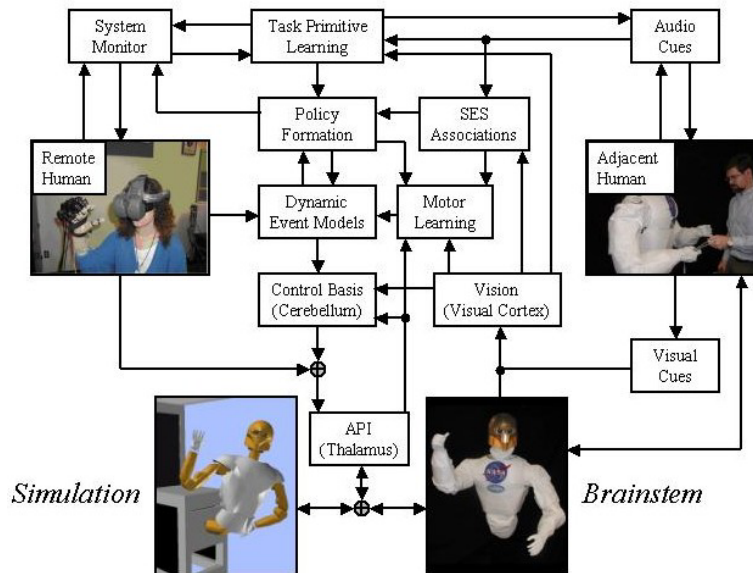 System
Monitor
Task Primitive
Learning
Audio
Cues
Policy
Formation
SES
Associations
Remote
Human
Adjacent
Human
Dynamic
Event Models
Motor
Learning
Control Basis
(Cerebellum)
Vision
(Visual Cortex)
Visual
Cues
API
(Thalamus)
Simulation
Brainstem
NASA